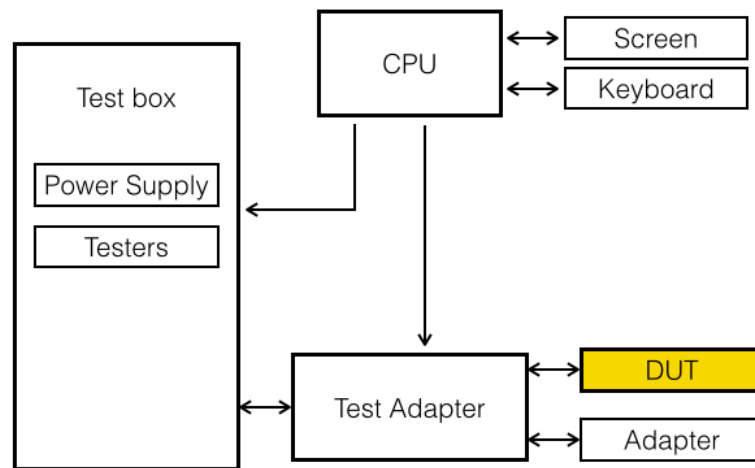 CPU
Screen
Keyboard
Test box
Power Supply
Testers
Test Adapter
DUT
Adapter